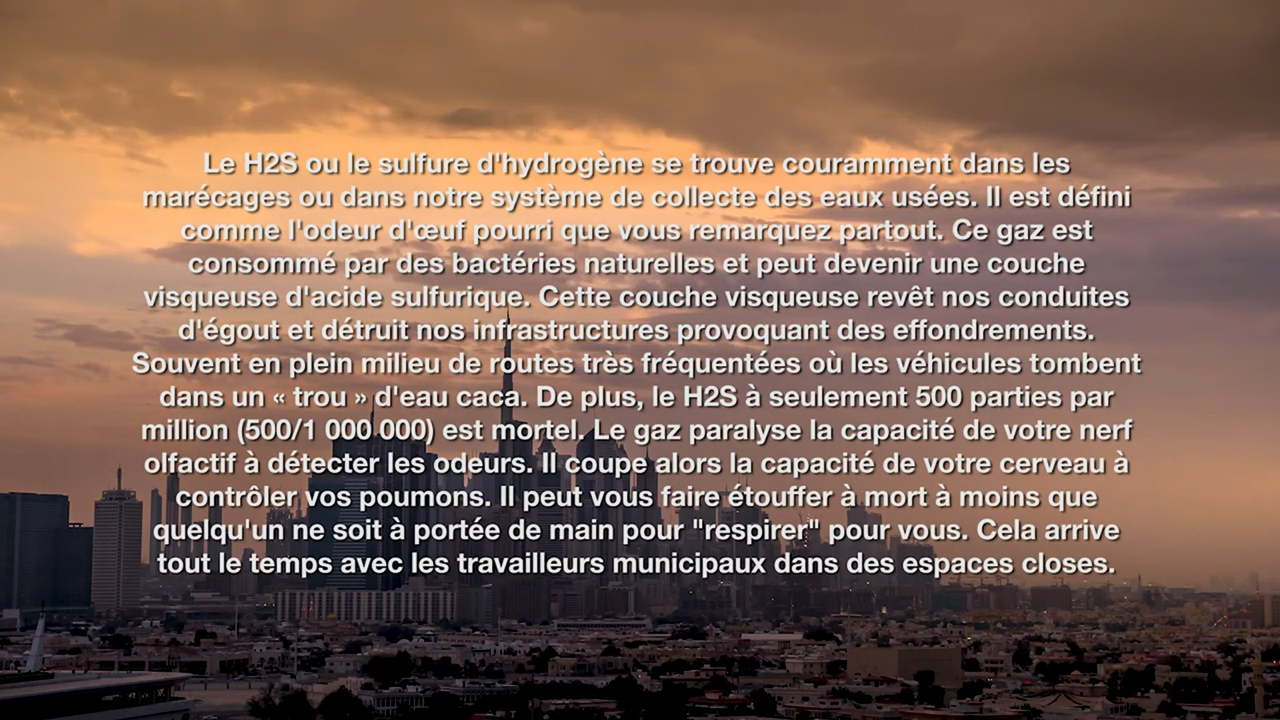 Le H2S ou le sulfure d'hydrogène se trouve couramment dans les
marécages ou dans notre système de collecte des eaux usées. Il est défini
comme l'odeur d'œuf pourri que vous remarquez partout. Ce gaz est
consommé par des bactéries naturelles et peut devenir une couche
visqueuse d'acide sulfurique. Cette couche visqueuse revêt nos conduites
d'égout et détruit nos infrastructures provoquant des effondrements.
Souvent en plein milieu de routes très fréquentées où les véhicules tombent
dans un « trou » d'eau caca. De plus, le H2S à seulement 500 parties par
million (500/1 000 000) est mortel. Le gaz paralyse la capacité de votre nerf
olfactif à détecter les odeurs. Il coupe alors la capacité de votre cerveau à
contrôler vos poumons. Il peut vous faire étouffer à mort à moins que
quelqu'un ne soit à portée de main pour "respirer" pour vous. Cela arrive
tout le temps avec les travailleurs municipaux dans des espaces closes.